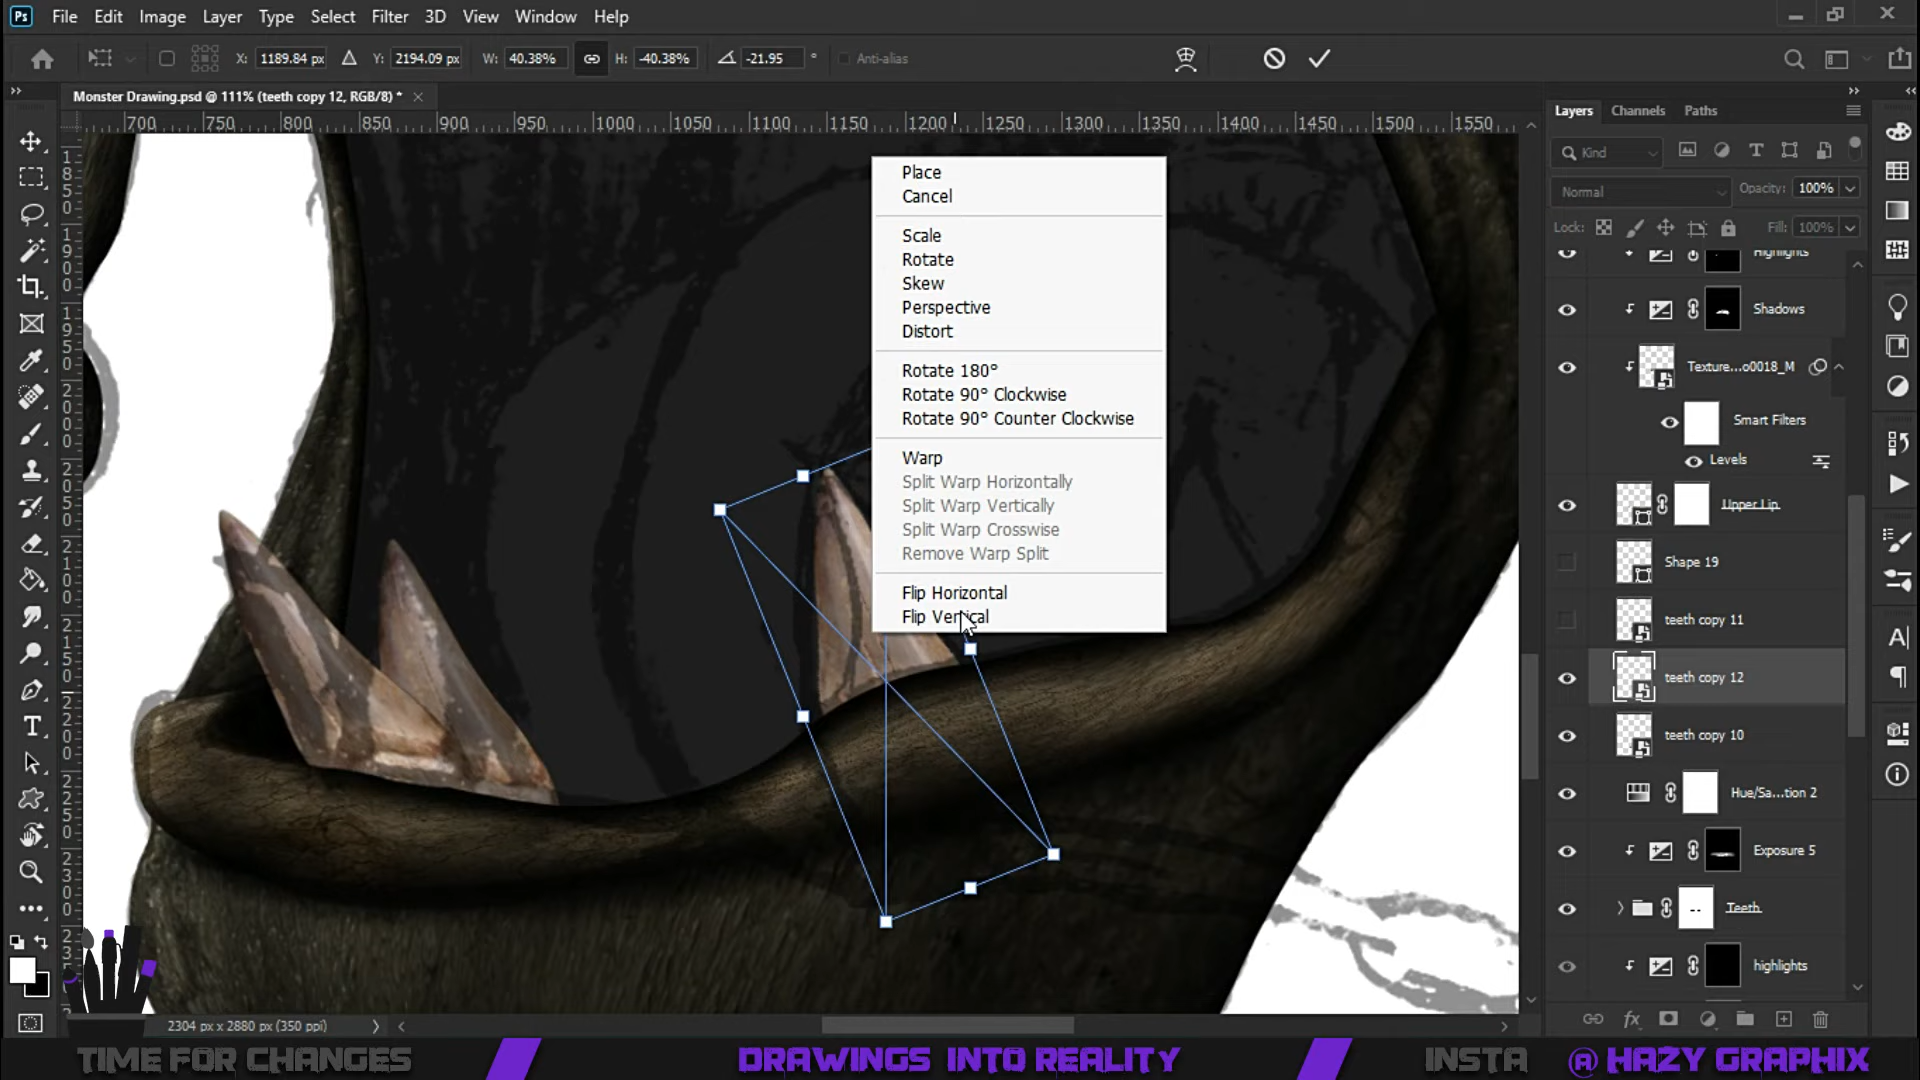 Ps File Edit Image Layer Type Select Filter 3D View Window Help
X: 1189.84 px Y: 2194.09 px W: 40.38% H: -40.38% -21.95 ° Anti-alias
Monster Drawing.psd @ 111% (teeth copy 12, RGB/8) * ×
700 750 800 850 900 950 1000 1050 1100 1150 1200 1250 1300 1350 1400 1450 1500 1550
Place
Cancel
Scale
Rotate
Skew
Perspective
Distort
Rotate 180°
Rotate 90° Clockwise
Rotate 90° Counter Clockwise
Warp
Split Warp Horizontally
Split Warp Vertically
Split Warp Crosswise
Remove Warp Split
Flip Horizontal
Flip Vertical
Layers Channels Paths
Kind
Normal Opacity: 100%
Lock: Fill: 100%
Highlights
Shadows
Texture...o0018_M
Smart Filters
Levels
Upper Lip
Shape 19
teeth copy 11
teeth copy 12
teeth copy 10
Hue/Sa...tion 2
Exposure 5
Teeth
highlights
2304 px x 2880 px (350 ppi)
TIME FOR CHANGES DRAWINGS INTO REALITY INSTA @ HAZY GRAPHIX